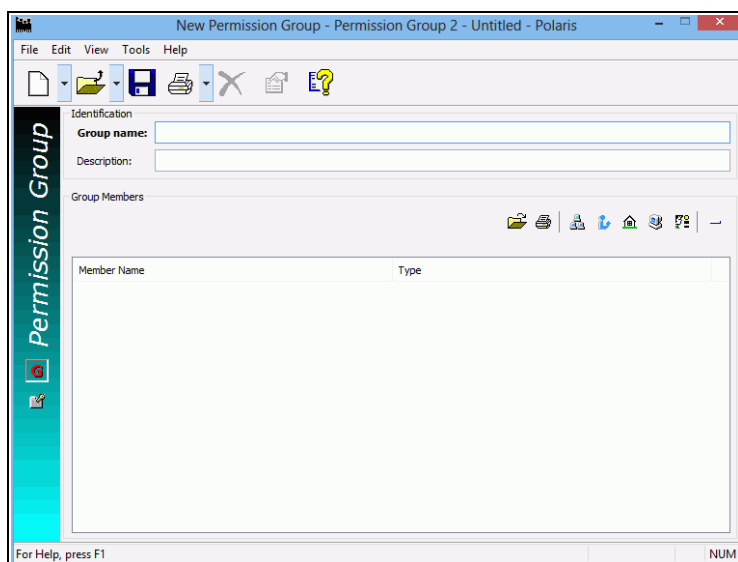 New Permission Group - Permission Group 2 - Untitled - Polaris
File Edit View Tools Help
Permission Group
G
Identification
Group name:
Description:
Group Members
Member Name Type
For Help, press F1 NUM